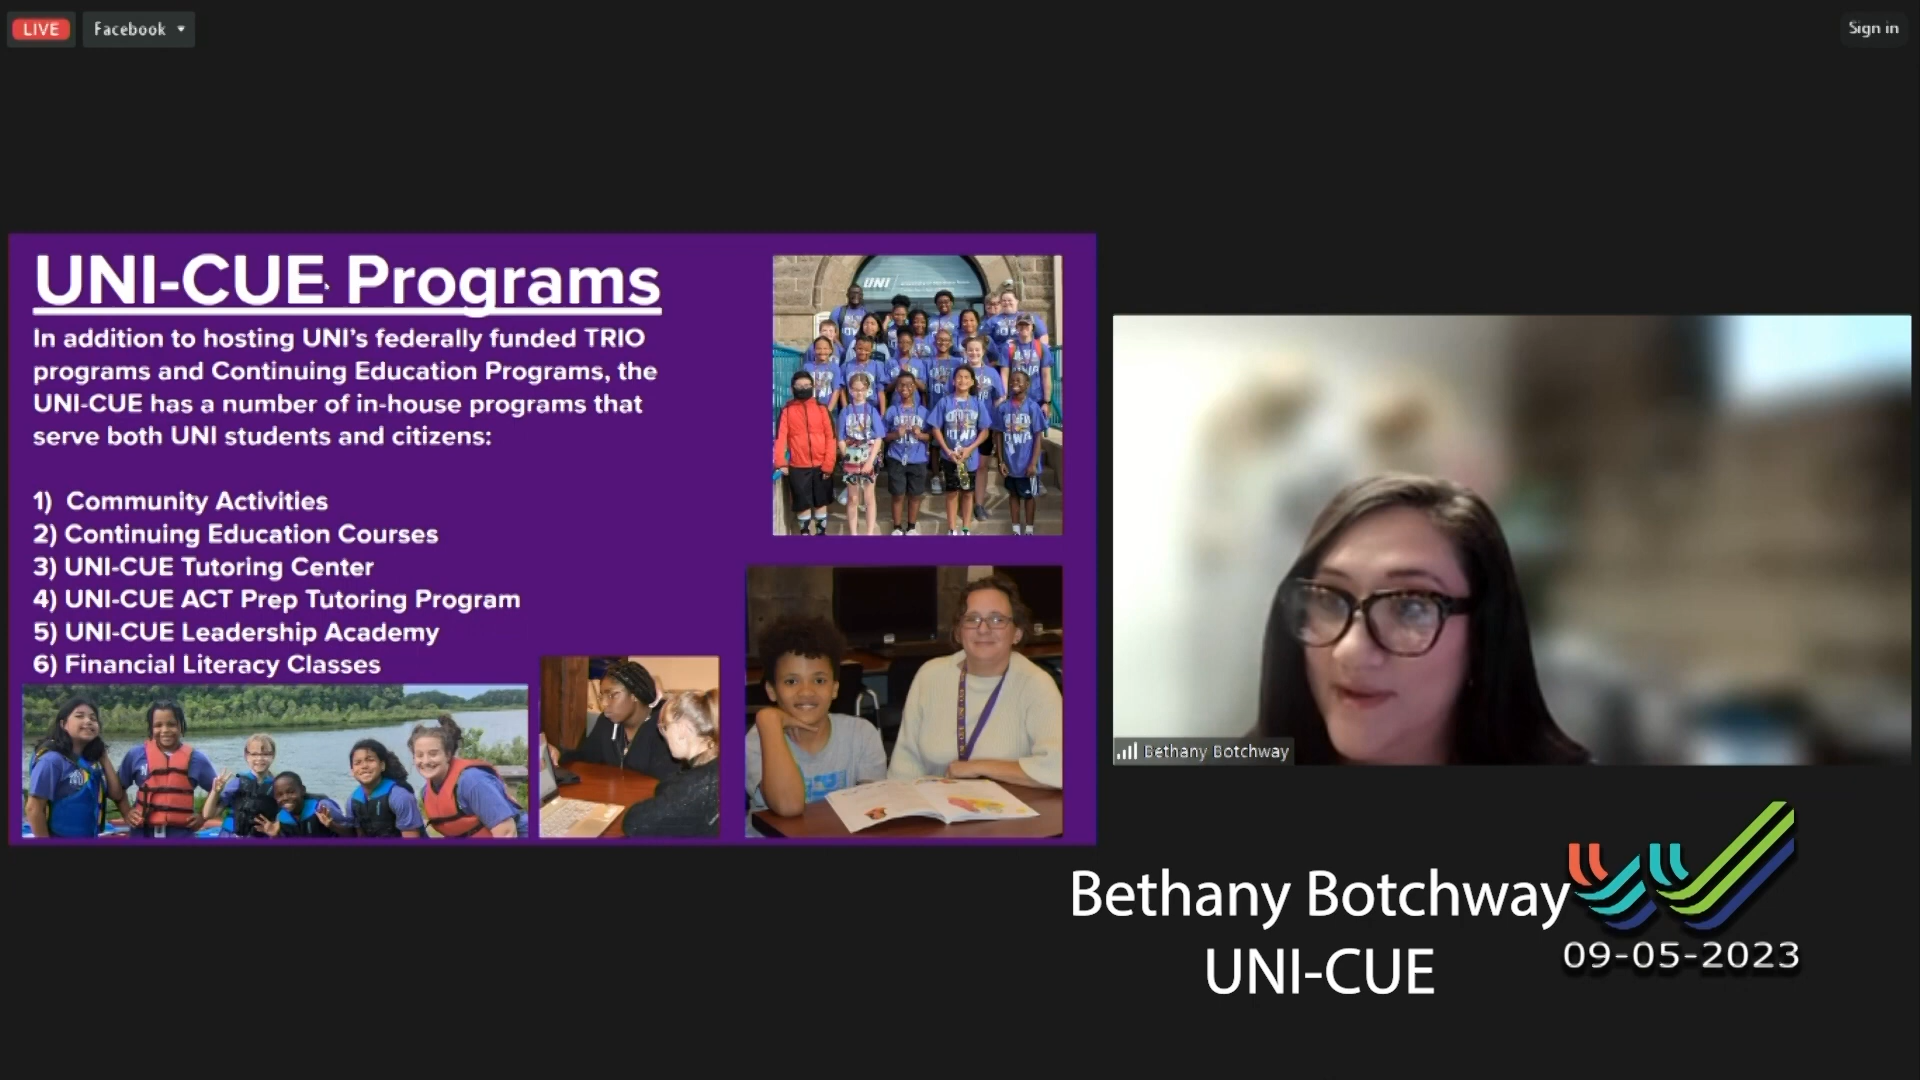 LIVE
Facebook
Sign in
UNI-CUE Programs
In addition to hosting UNI's federally funded TRIO
programs and Continuing Education Programs, the
UNI-CUE has a number of in-house programs that
serve both UNI students and citizens:
1) Community Activities
2) Continuing Education Courses
3) UNI-CUE Tutoring Center
4) UNI-CUE ACT Prep Tutoring Program
5) UNI-CUE Leadership Academy
6) Financial Literacy Classes
UNI
Bethany Botchway
Bethany Botchway
UNI-CUE
09-05-2023